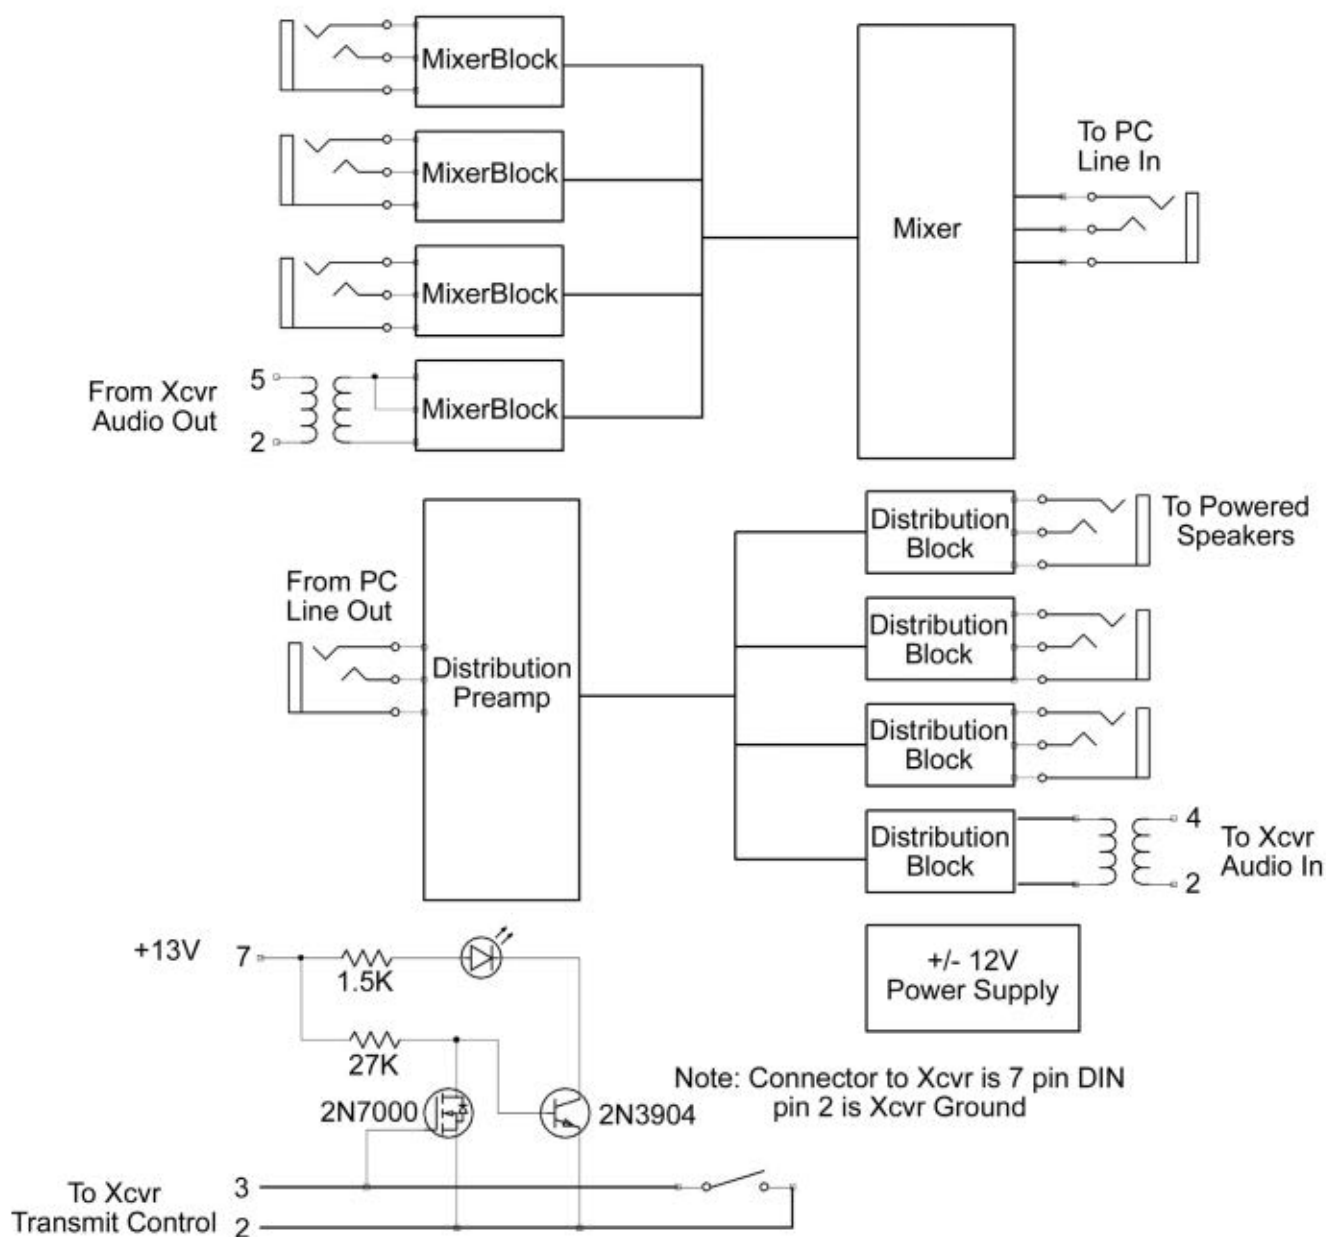 MixerBlock
MixerBlock
MixerBlock
MixerBlock
Mixer
To PC
Line In
From Xcvr
Audio Out
5
2
From PC
Line Out
Distribution
Preamp
Distribution
Block
Distribution
Block
Distribution
Block
Distribution
Block
To Powered
Speakers
4
2
To Xcvr
Audio In
+13V
7
1.5K
27K
2N7000
2N3904
+/- 12V
Power Supply
Note: Connector to Xcvr is 7 pin DIN
pin 2 is Xcvr Ground
To Xcvr
Transmit Control
3
2